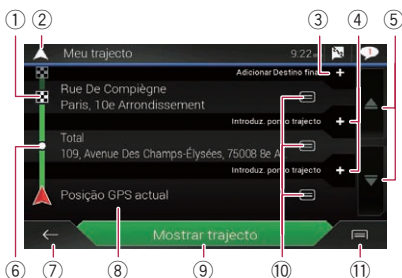 ① ② ③ ④ ⑤
Meu trajecto 9:22 1
Adicionar Destino final +
Rue De Compiègne
Paris, 10e Arrondissement
Introduz. ponto trajecto +
Total
109, Avenue Des Champs-Élysées, 75008 8e A...
Introduz. ponto trajecto +
Posição GPS actual
Mostrar trajecto
⑥ ⑦ ⑧ ⑨ ⑩ ⑪